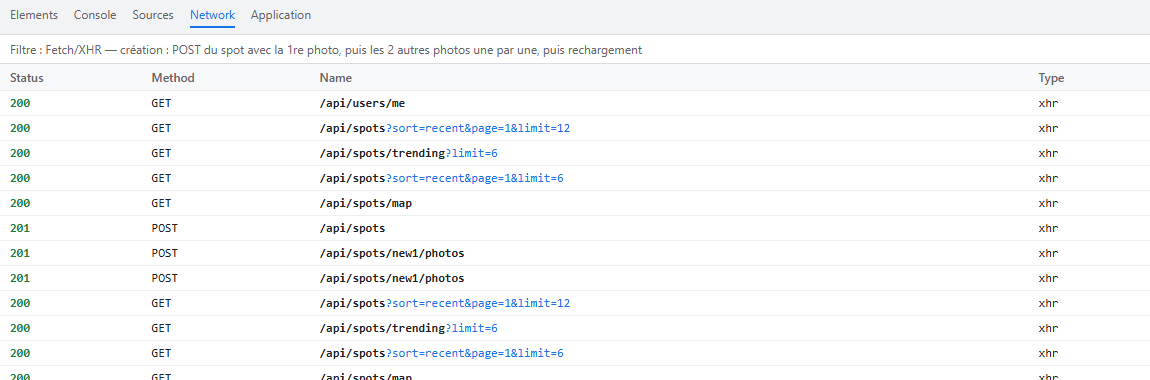 Elements Console Sources Network Application
Filtre : Fetch/XHR — création : POST du spot avec la 1re photo, puis les 2 autres photos une par une, puis rechargement
Status Method Name Type
200 GET /api/users/me xhr
200 GET /api/spots?sort=recent&page=1&limit=12 xhr
200 GET /api/spots/trending?limit=6 xhr
200 GET /api/spots?sort=recent&page=1&limit=6 xhr
200 GET /api/spots/map xhr
201 POST /api/spots xhr
201 POST /api/spots/new1/photos xhr
201 POST /api/spots/new1/photos xhr
200 GET /api/spots?sort=recent&page=1&limit=12 xhr
200 GET /api/spots/trending?limit=6 xhr
200 GET /api/spots?sort=recent&page=1&limit=6 xhr
200 GET /api/spots/map xhr